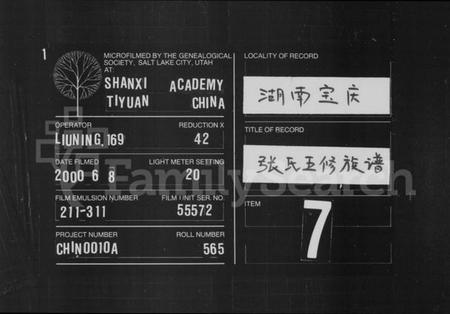 1
MICROFILMED BY THE GENEALOGICAL
SOCIETY, SALT LAKE CITY, UTAH
AT:
SHANXI ACADEMY
TIYUAN CHINA
OPERATOR REDUCTION X
LIUNING,169 42
DATE FILMED LIGHT METER SETTING
2000 6 8 20
FILM EMULSION NUMBER FILM UNIT SER. NO.
211-311 55572
PROJECT NUMBER ROLL NUMBER
CHIN0010A 565
LOCALITY OF RECORD
湖南宝庆
TITLE OF RECORD
张氏五修族谱
ITEM
7
FamilySearch